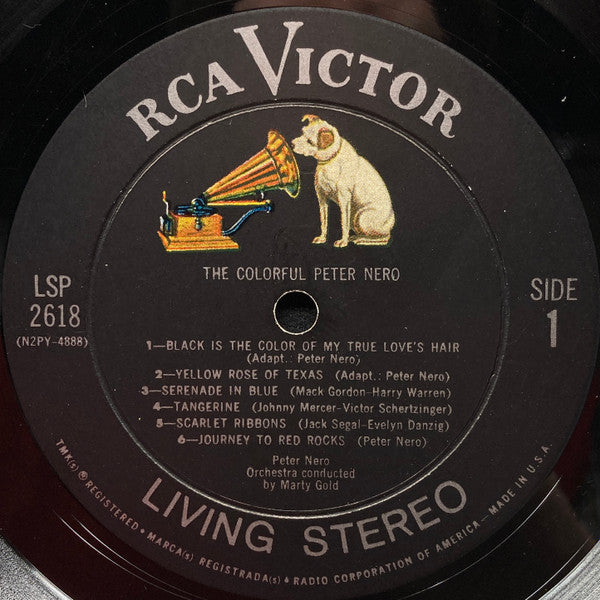 RCA VICTOR
THE COLORFUL PETER NERO
LSP
2618
(N2PY-4888)
SIDE
1
1—BLACK IS THE COLOR OF MY TRUE LOVE'S HAIR
(Adapt.: Peter Nero)
2—YELLOW ROSE OF TEXAS (Adapt.: Peter Nero)
3—SERENADE IN BLUE (Mack Gordon-Harry Warren)
4—TANGERINE (Johnny Mercer-Victor Schertzinger)
5—SCARLET RIBBONS (Jack Segal-Evelyn Danzig)
6—JOURNEY TO RED ROCKS (Peter Nero)
Peter Nero
Orchestra conducted
by Marty Gold
LIVING STEREO
TMK(s) ® REGISTERED • MARCA(s) REGISTRADA(s) • RADIO CORPORATION OF AMERICA—MADE IN U.S.A.